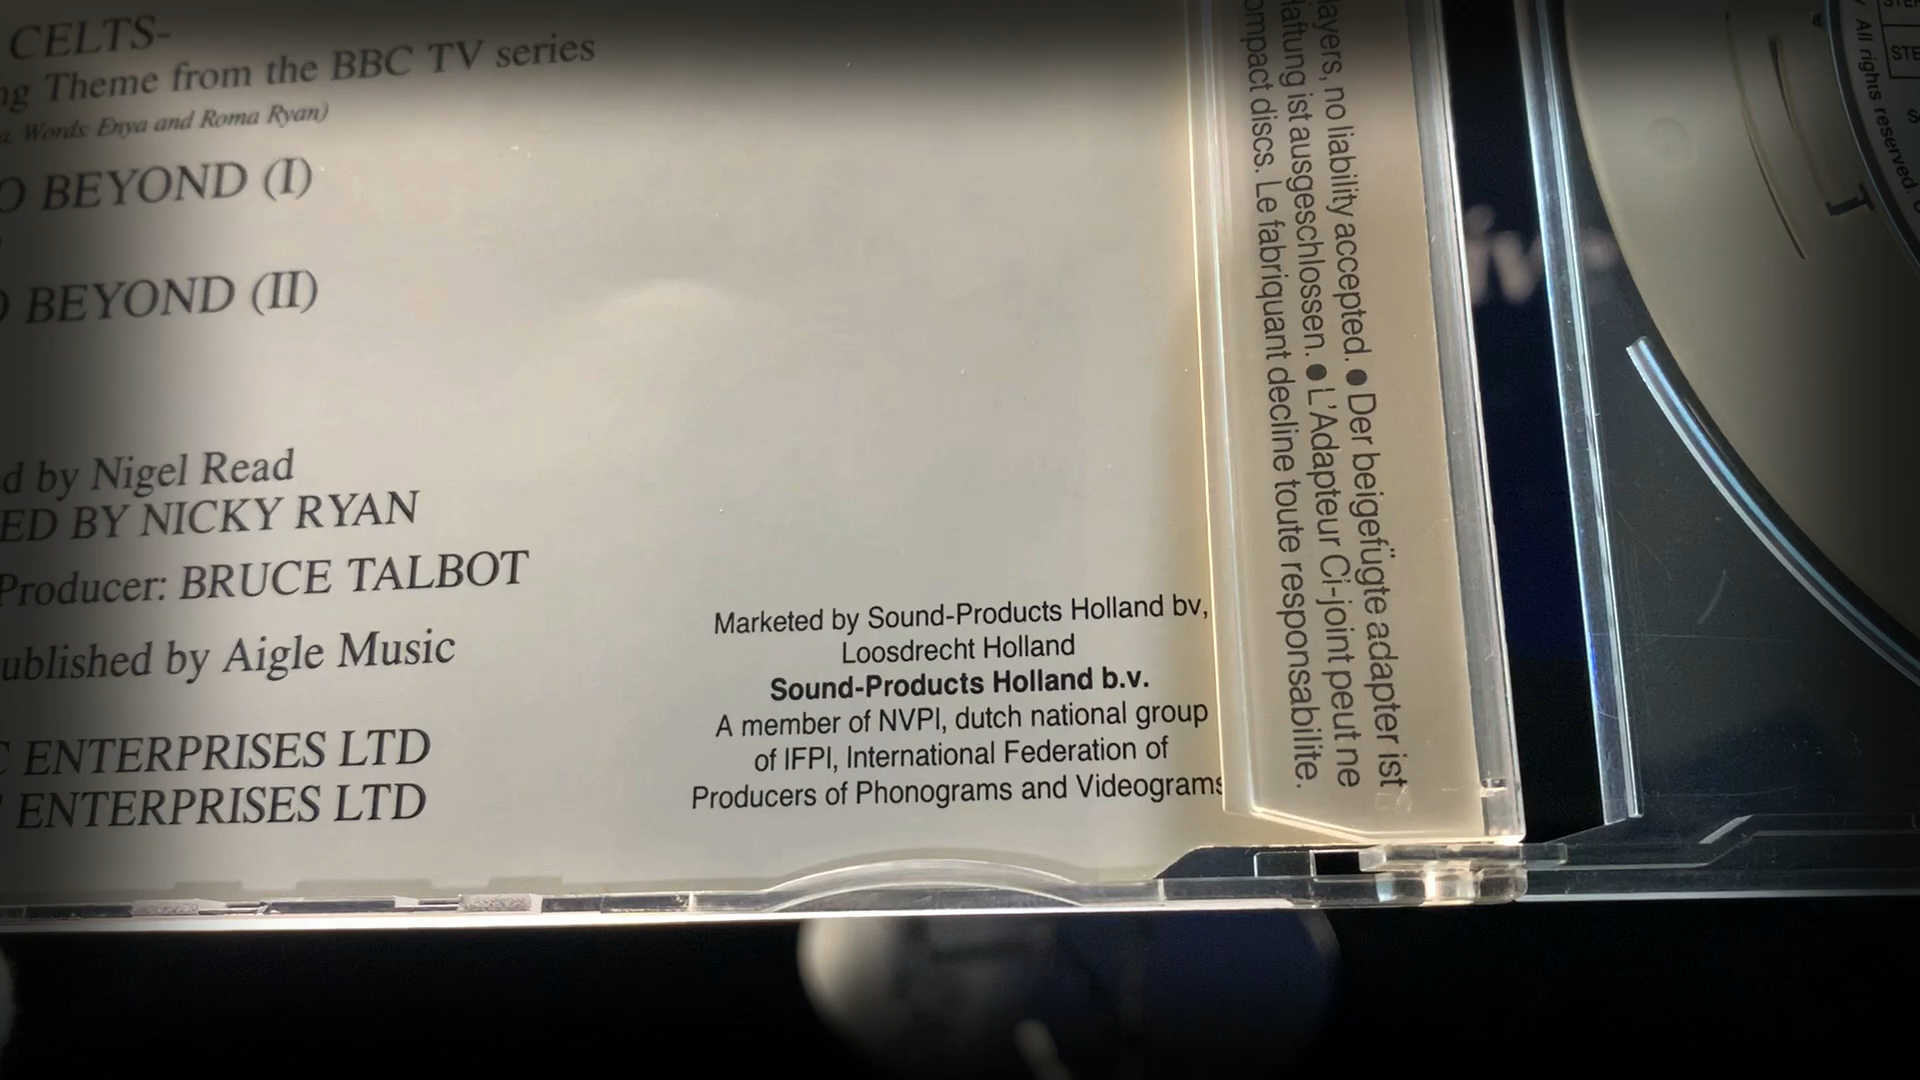 CELTS-
Theme from the BBC TV series
Words: Enya and Roma Ryan)
O BEYOND (I)
BEYOND (II)
d by Nigel Read
ED BY NICKY RYAN
Producer: BRUCE TALBOT
ublished by Aigle Music
ENTERPRISES LTD
ENTERPRISES LTD
Marketed by Sound-Products Holland bv,
Loosdrecht Holland
Sound-Products Holland b.v.
A member of NVPI, dutch national group
of IFPI, International Federation of
Producers of Phonograms and Videograms
layers, no liability accepted. ● Der beigefügte adapter ist
laftung ist ausgeschlossen. ● L'Adapteur Ci-joint peut ne
ompact discs. Le fabriquant decline toute responsabilite.
All rights reserved.
STE